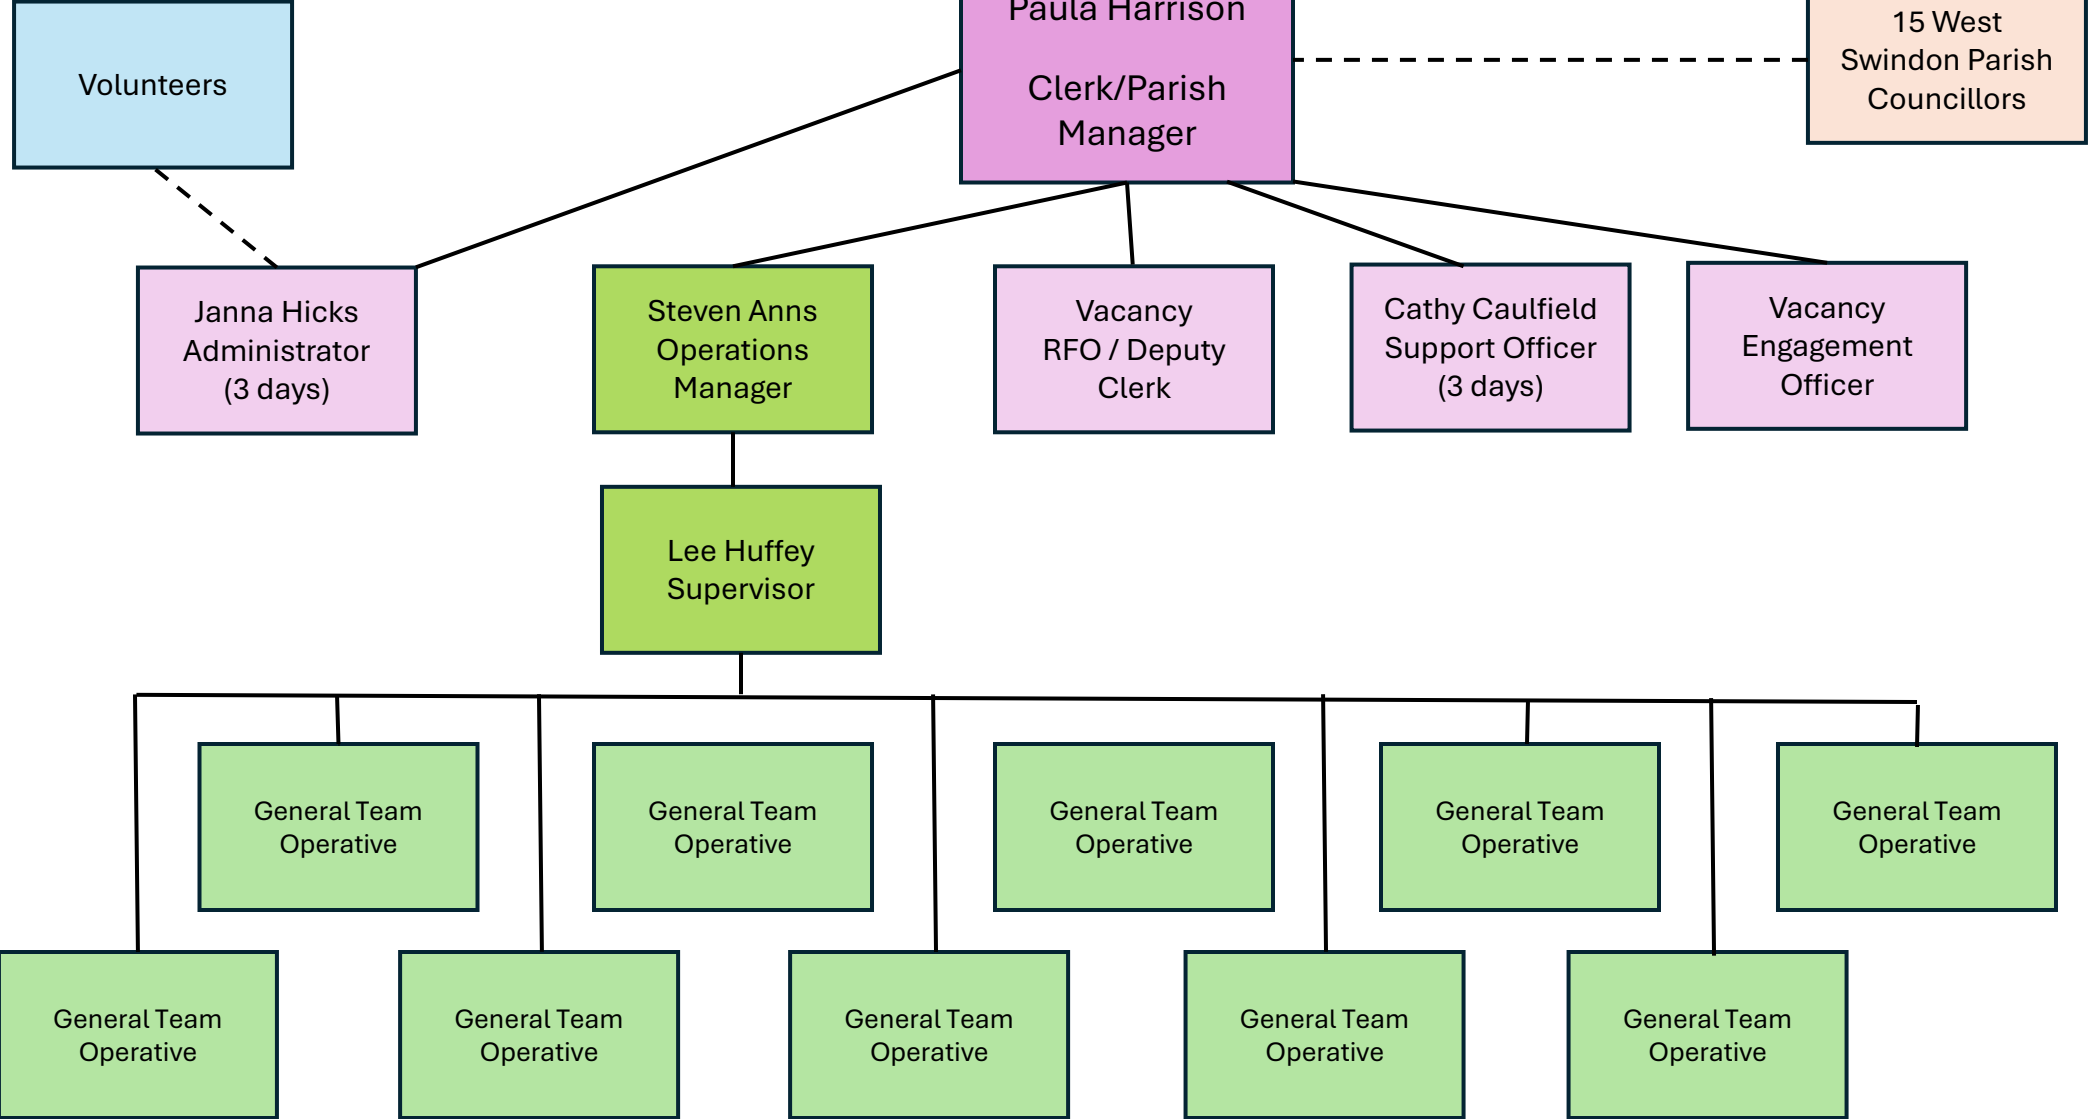 Paula Harrison
Clerk/Parish
Manager
15 West
Swindon Parish
Councillors
Volunteers
Janna Hicks
Administrator
(3 days)
Steven Anns
Operations
Manager
Vacancy
RFO / Deputy
Clerk
Cathy Caulfield
Support Officer
(3 days)
Vacancy
Engagement
Officer
Lee Huffey
Supervisor
General Team
Operative
General Team
Operative
General Team
Operative
General Team
Operative
General Team
Operative
General Team
Operative
General Team
Operative
General Team
Operative
General Team
Operative
General Team
Operative